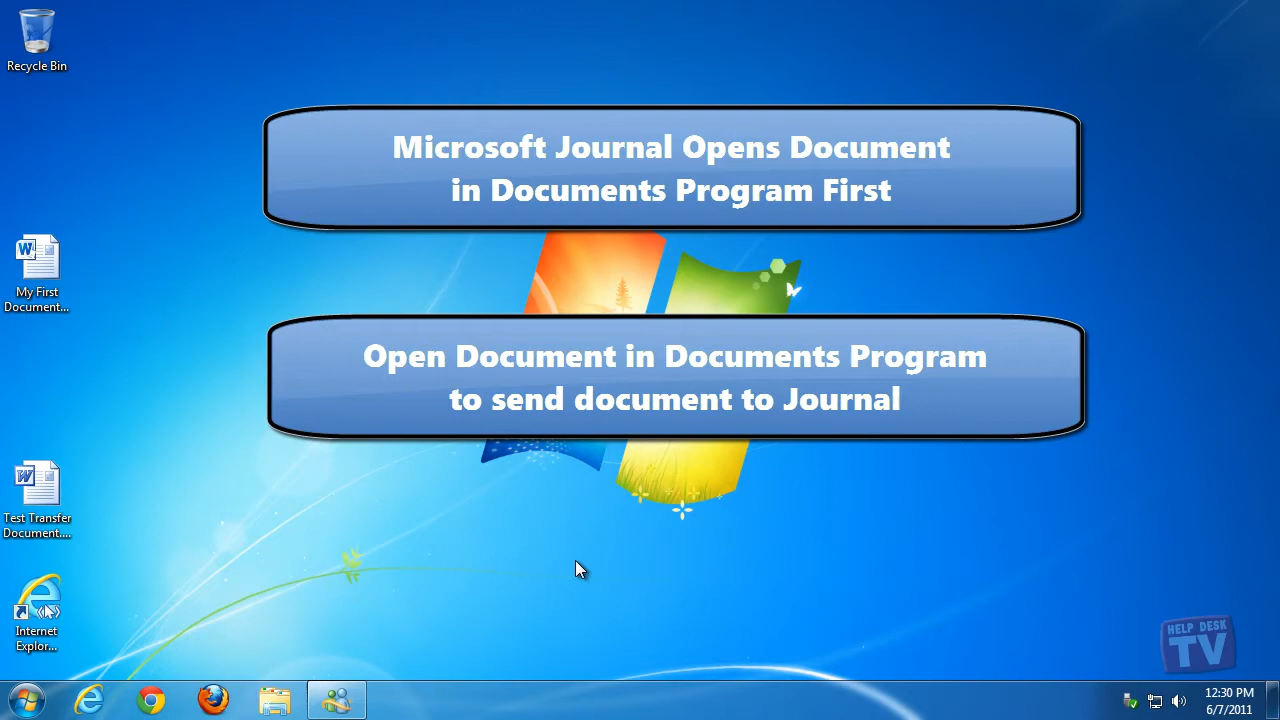 Recycle Bin
Microsoft Journal Opens Document
in Documents Program First
My First
Document...
Open Document in Documents Program
to send document to Journal
Test Transfer
Document....
Internet
Explor...
HELP DESK
TV
12:30 PM
6/7/2011